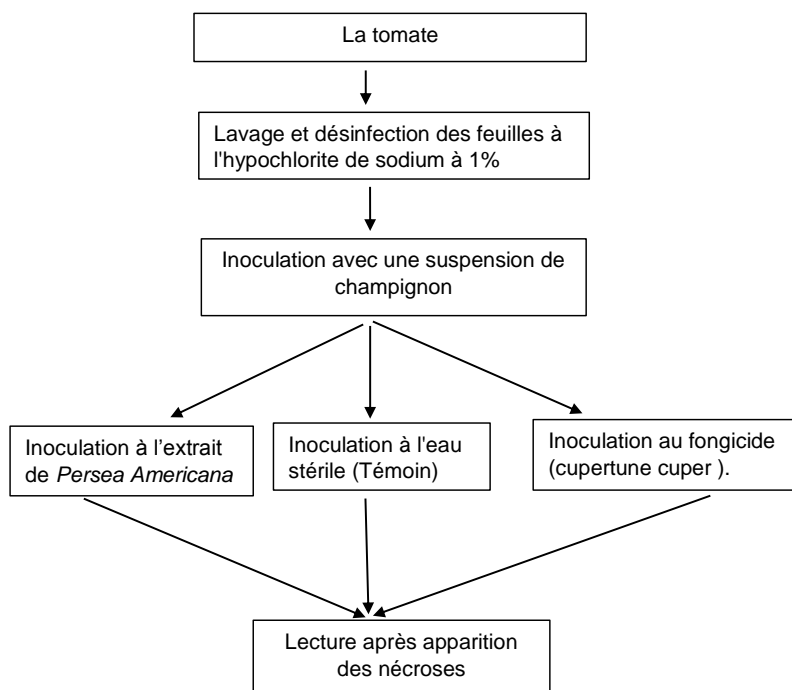 La tomate
Lavage et désinfection des feuilles à
l'hypochlorite de sodium à 1%
Inoculation avec une suspension de
champignon
Inoculation à l’extrait
de Persea Americana
Inoculation à l'eau
stérile (Témoin)
Inoculation au fongicide
(cupertune cuper ).
Lecture après apparition
des nécroses